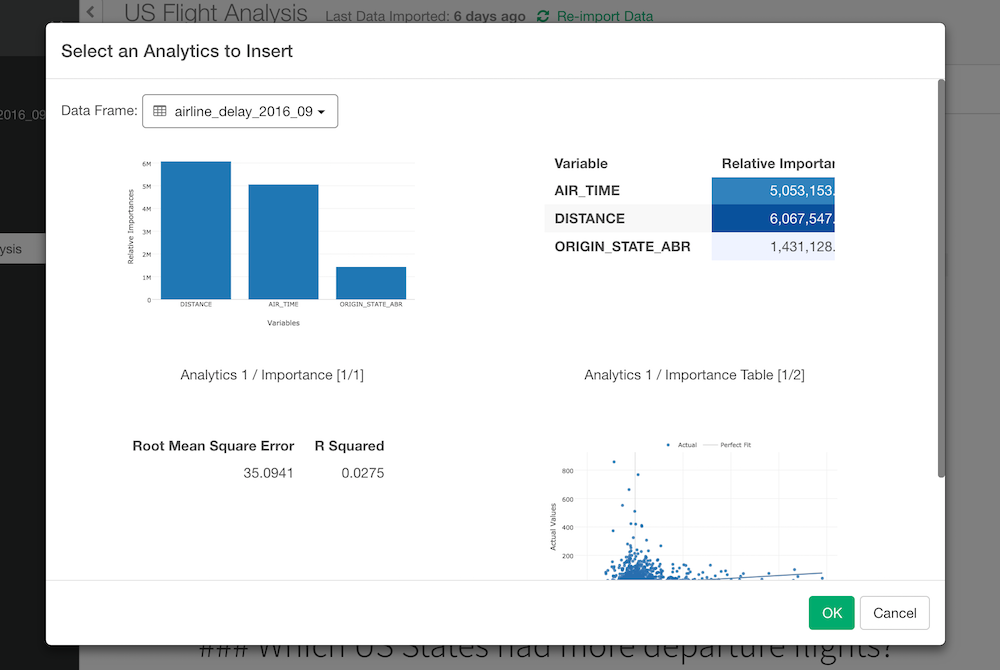 US Flight Analysis Last Data Imported: 6 days ago Re-import Data
2016_09
ysis
Select an Analytics to Insert
Data Frame: airline_delay_2016_09
6M
5M
4M
3M
2M
1M
0
Relative Importances
DISTANCE AIR_TIME ORIGIN_STATE_ABR
Variables
Analytics 1 / Importance [1/1]
Variable Relative Importan
AIR_TIME 5,053,153.
DISTANCE 6,067,547.
ORIGIN_STATE_ABR 1,431,128.
Analytics 1 / Importance Table [1/2]
Root Mean Square Error R Squared
35.0941 0.0275
Actual Perfect Fit
800
600
400
200
Actual Values
OK Cancel
### Which US States had more departure flights?